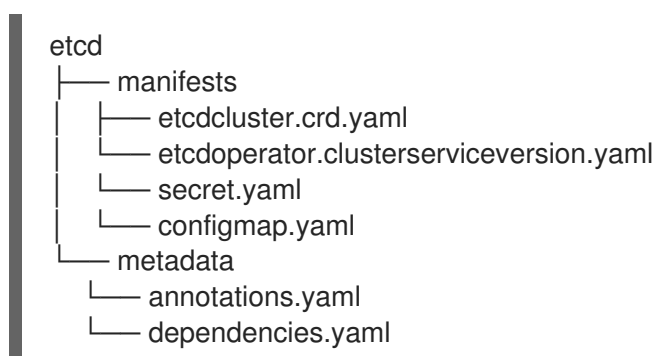 etcd
├── manifests
│   ├── etcdcluster.crd.yaml
│   └── etcdoperator.clusterserviceversion.yaml
│   └── secret.yaml
│   └── configmap.yaml
└── metadata
    └── annotations.yaml
    └── dependencies.yaml